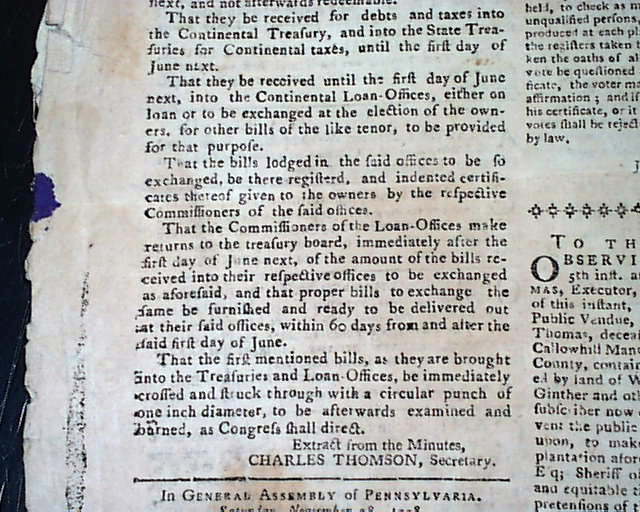 next, and not afterwards redeemable.
That they be received for debts and taxes into
the Continental Treasury, and into the State Trea-
ſuries for Continental taxes, until the firſt day of
June next.
That they be received until the firſt day of June
next, into the Continental Loan-Offices, either on
loan or to be exchanged at the election of the own-
ers, for other bills of the like tenor, to be provided
for that purpoſe.
That the bills lodged in the ſaid offices to be ſo
exchanged, be there regiſterd, and indented certifi-
cates thereof given to the owners by the reſpective
Commiſſioners of the ſaid offices.
That the Commiſſioners of the Loan-Offices make
returns to the treaſury board, immediately after the
firſt day of June next, of the amount of the bills re-
ceived into their reſpective offices to be exchanged
as aforeſaid, and that proper bills to exchange the
ſame be furniſhed and ready to be delivered out
at their ſaid offices, within 60 days from and after the
ſaid firſt day of June.
That the firſt mentioned bills, as they are brought
into the Treaſuries and Loan-Offices, be immediately
croſſed and ſtruck through with a circular punch of
one inch diameter, to be afterwards examined and
burned, as Congreſs ſhall direct.
Extract from the Minutes,
CHARLES THOMSON, Secretary.
In GENERAL ASSEMBLY of PENNSYLVARIA.
Saturday, November 28,
held, to check as
unqualified perſons,
produced at each
the regiſters taken
ken the oaths of
vote be queſtioned
ficate, the voter
affirmation ; and if
his certificate, or it
votes ſhall be
by law.
TO
OBSERVI
5th inſt.
MAS, Executor,
of this inſtant,
Public Vendue,
Thomas,
Callowhill
County,
ed by land of
Ginther and
ſubſcriber now
vent the public
upon, to make
plantation
Eſq; Sheriff
and equitable
pretenſions of